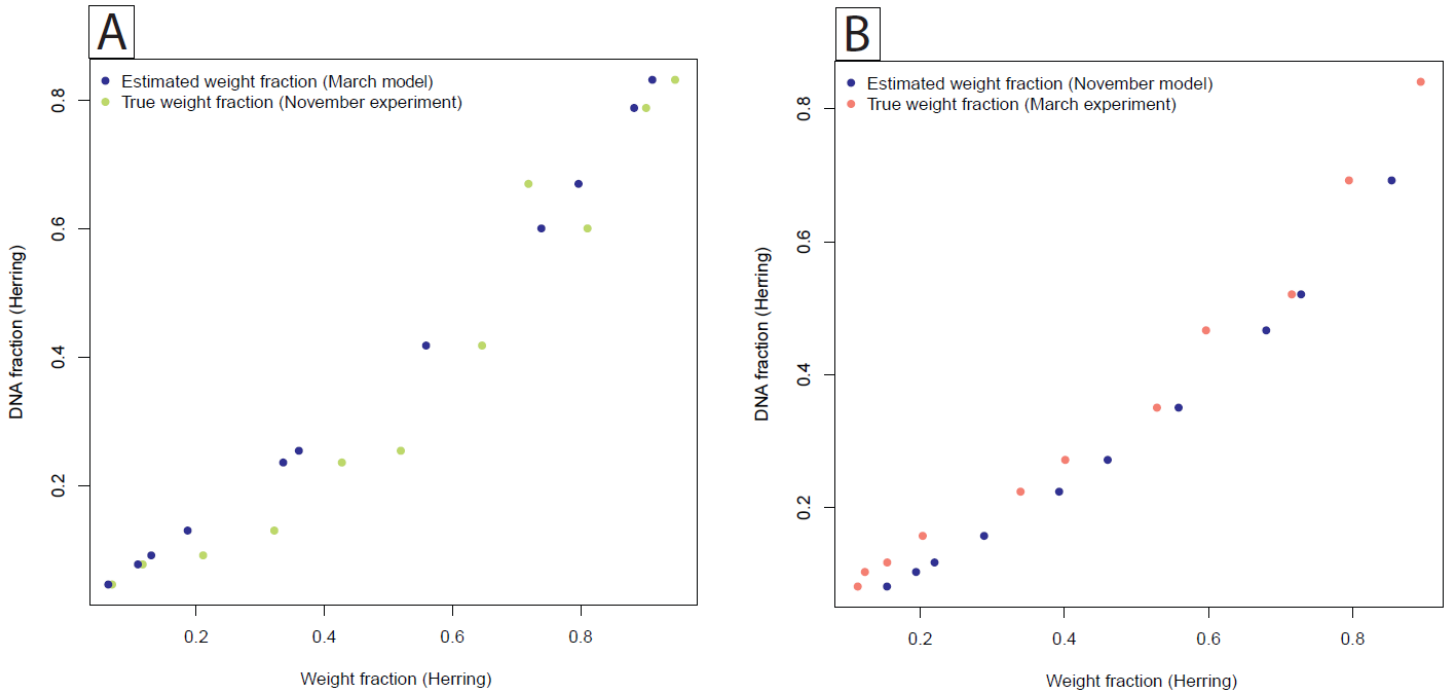 A
Estimated weight fraction (March model)
True weight fraction (November experiment)
DNA fraction (Herring)
0.8
0.6
0.4
0.2
0.2 0.4 0.6 0.8
Weight fraction (Herring)
B
Estimated weight fraction (November model)
True weight fraction (March experiment)
DNA fraction (Herring)
0.8
0.6
0.4
0.2
0.2 0.4 0.6 0.8
Weight fraction (Herring)